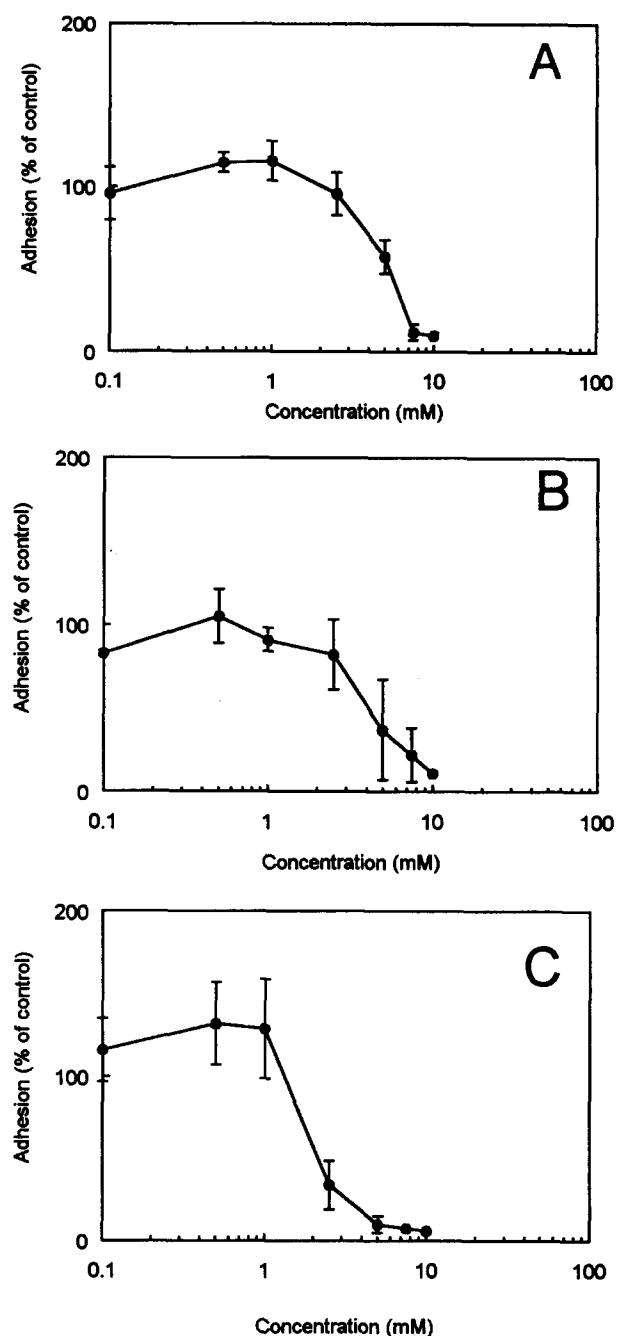 200
A
Adhesion (% of control)
100
0
0.1 1 10 100
Concentration (mM)
200
B
Adhesion (% of control)
100
0
0.1 1 10 100
Concentration (mM)
200
C
Adhesion (% of control)
100
0
0.1 1 10 100
Concentration (mM)